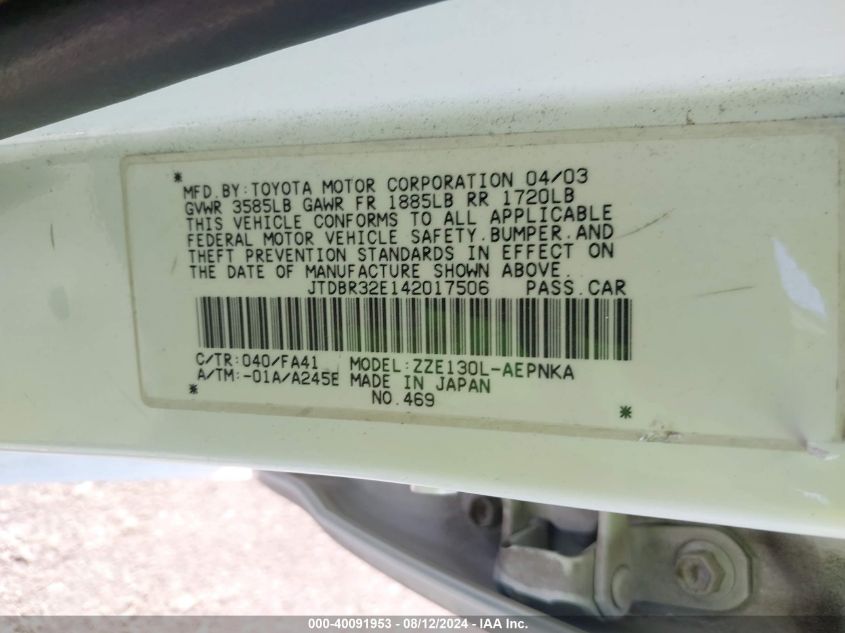 MFD.BY:TOYOTA MOTOR CORPORATION 04/03
GVWR 3585LB GAWR FR 1885LB RR 1720LB
THIS VEHICLE CONFORMS TO ALL APPLICABLE
FEDERAL MOTOR VEHICLE SAFETY.BUMPER.AND
THEFT PREVENTION STANDARDS IN EFFECT ON
THE DATE OF MANUFACTURE SHOWN ABOVE.
JTDBR32E142017506 PASS.CAR
C/TR:040/FA41 MODEL:ZZE130L-AEPNKA
A/TM:-01A/A245E MADE IN JAPAN
NO.469
000-40091953 - 08/12/2024 - IAA, Inc.